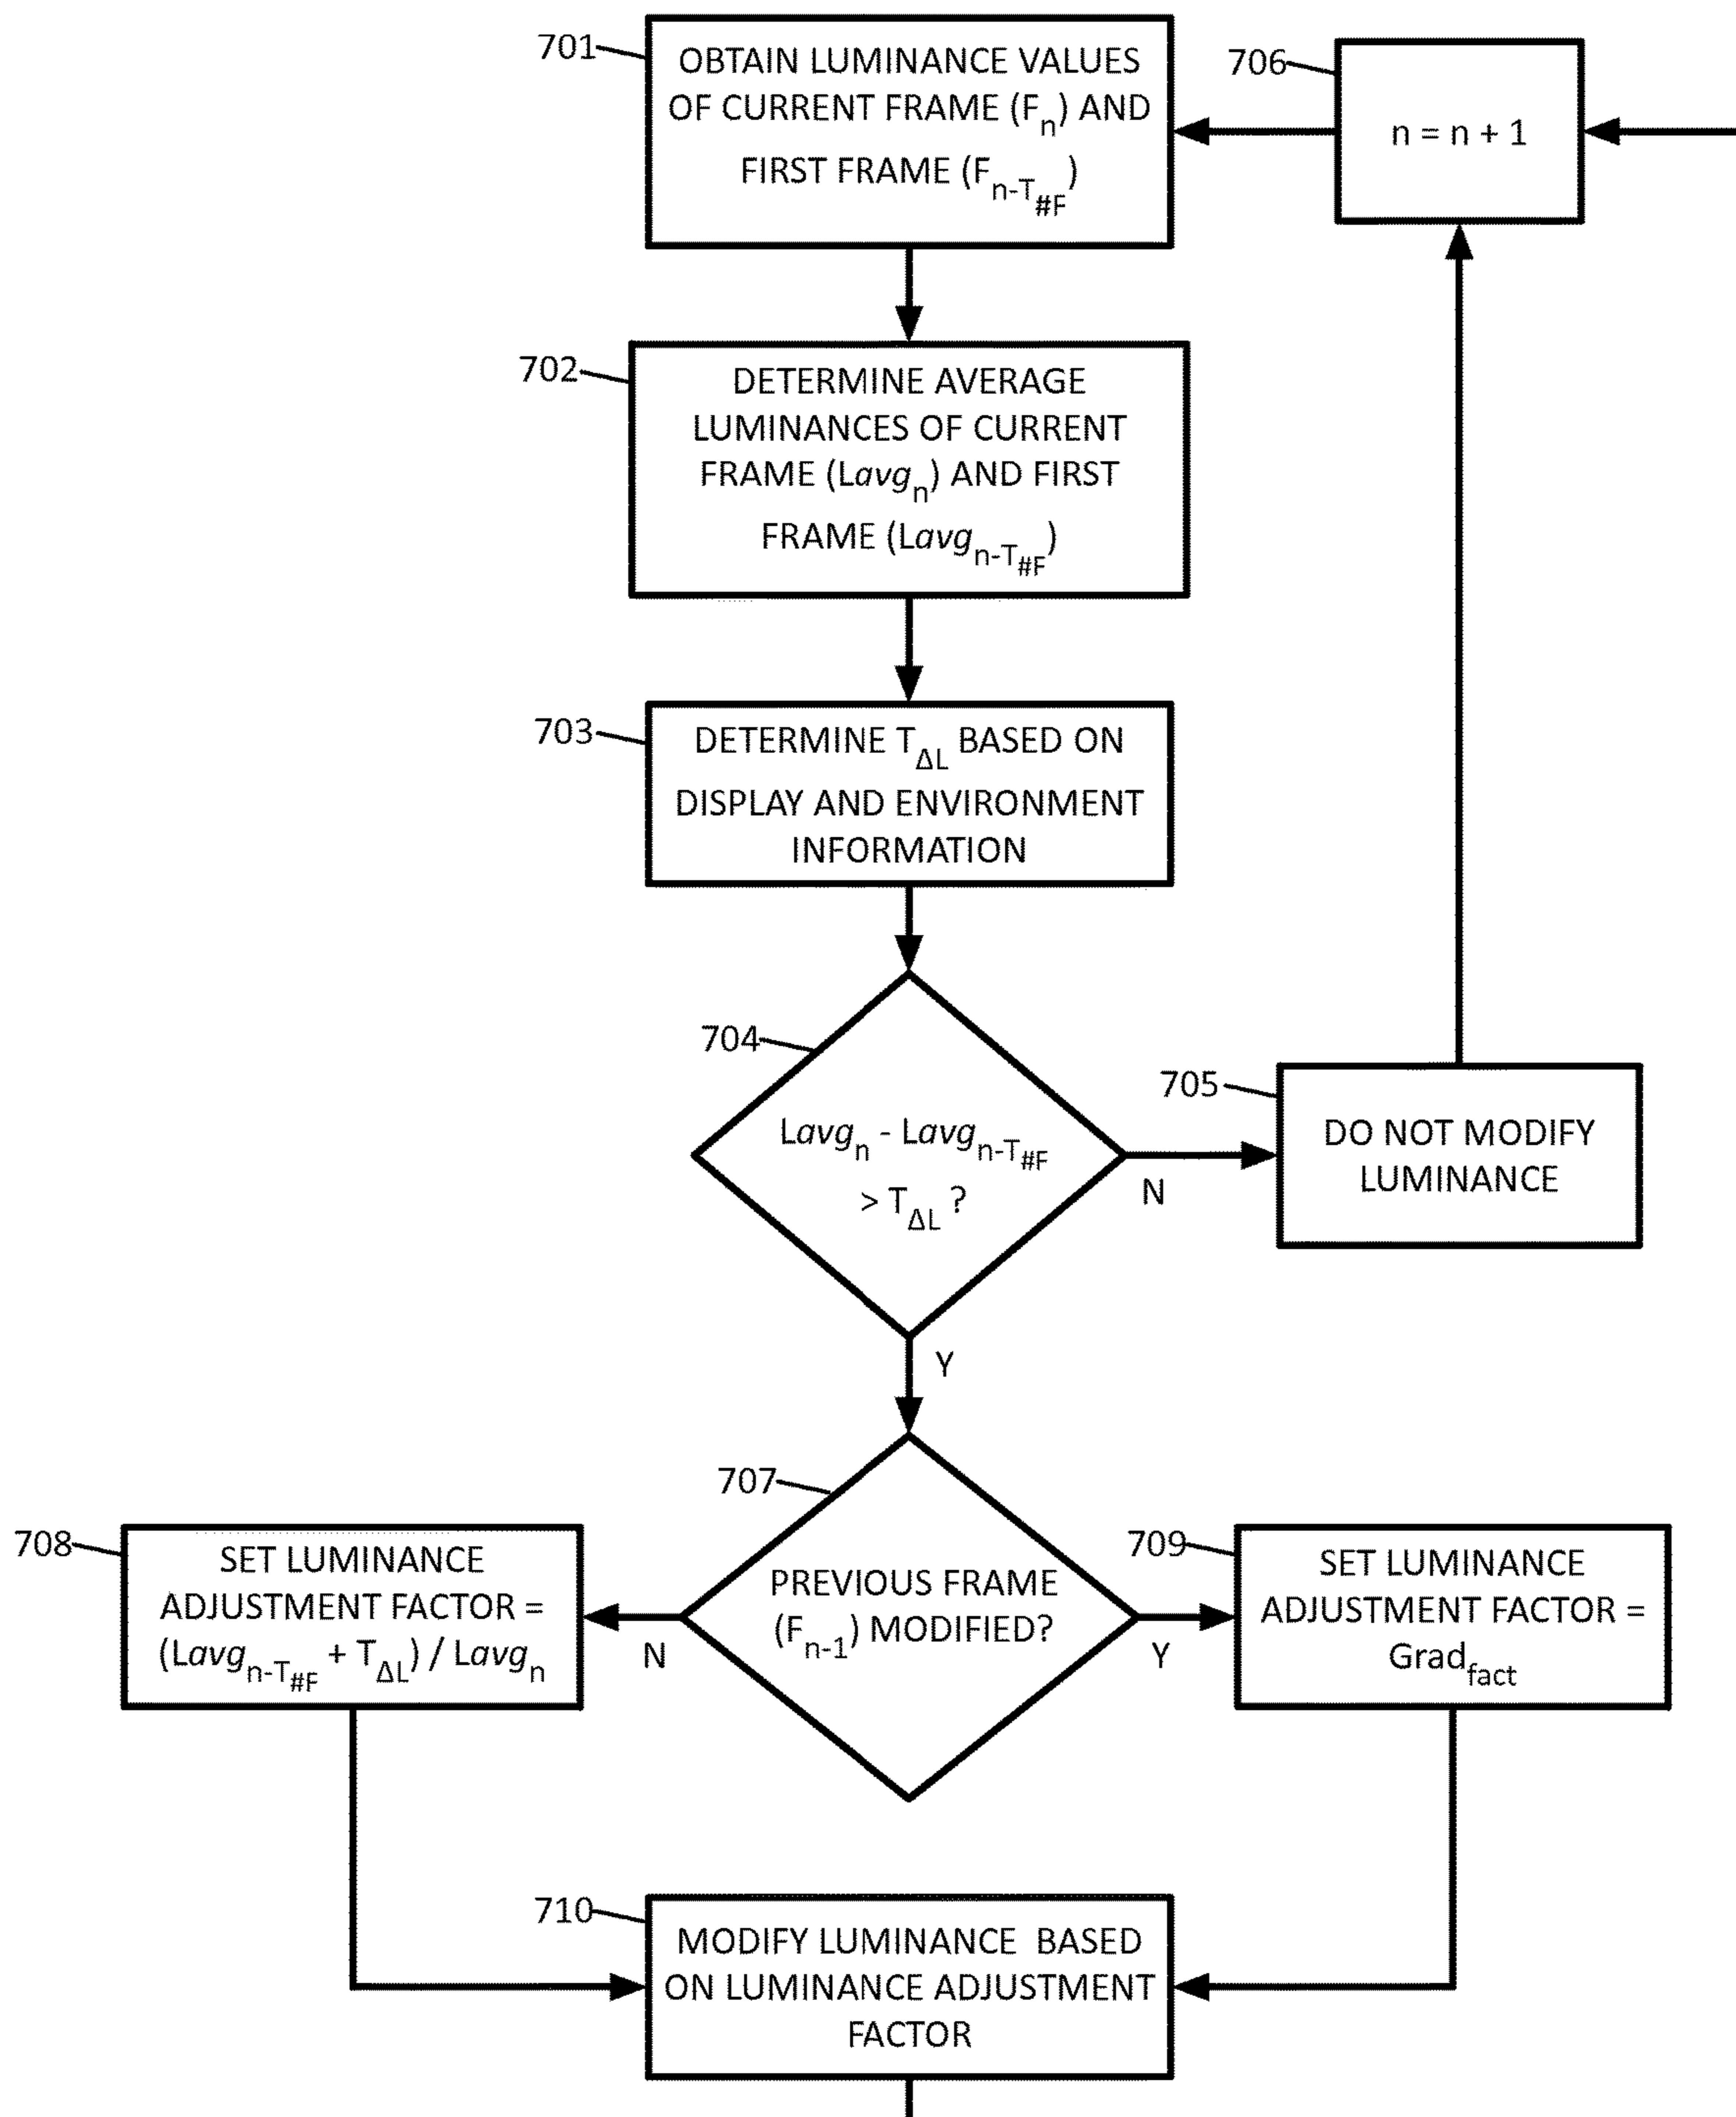 701
OBTAIN LUMINANCE VALUES
OF CURRENT FRAME (Fn) AND
FIRST FRAME (Fn-T#F)
706
n = n + 1
702
DETERMINE AVERAGE
LUMINANCES OF CURRENT
FRAME (Lavgn) AND FIRST
FRAME (Lavgn-T#F)
703
DETERMINE TΔL BASED ON
DISPLAY AND ENVIRONMENT
INFORMATION
704
Lavgn - Lavgn-T#F
> TΔL ?
N
Y
705
DO NOT MODIFY
LUMINANCE
707
PREVIOUS FRAME
(Fn-1) MODIFIED?
N
Y
708
SET LUMINANCE
ADJUSTMENT FACTOR =
(Lavgn-T#F + TΔL) / Lavgn
709
SET LUMINANCE
ADJUSTMENT FACTOR =
Gradfact
710
MODIFY LUMINANCE BASED
ON LUMINANCE ADJUSTMENT
FACTOR